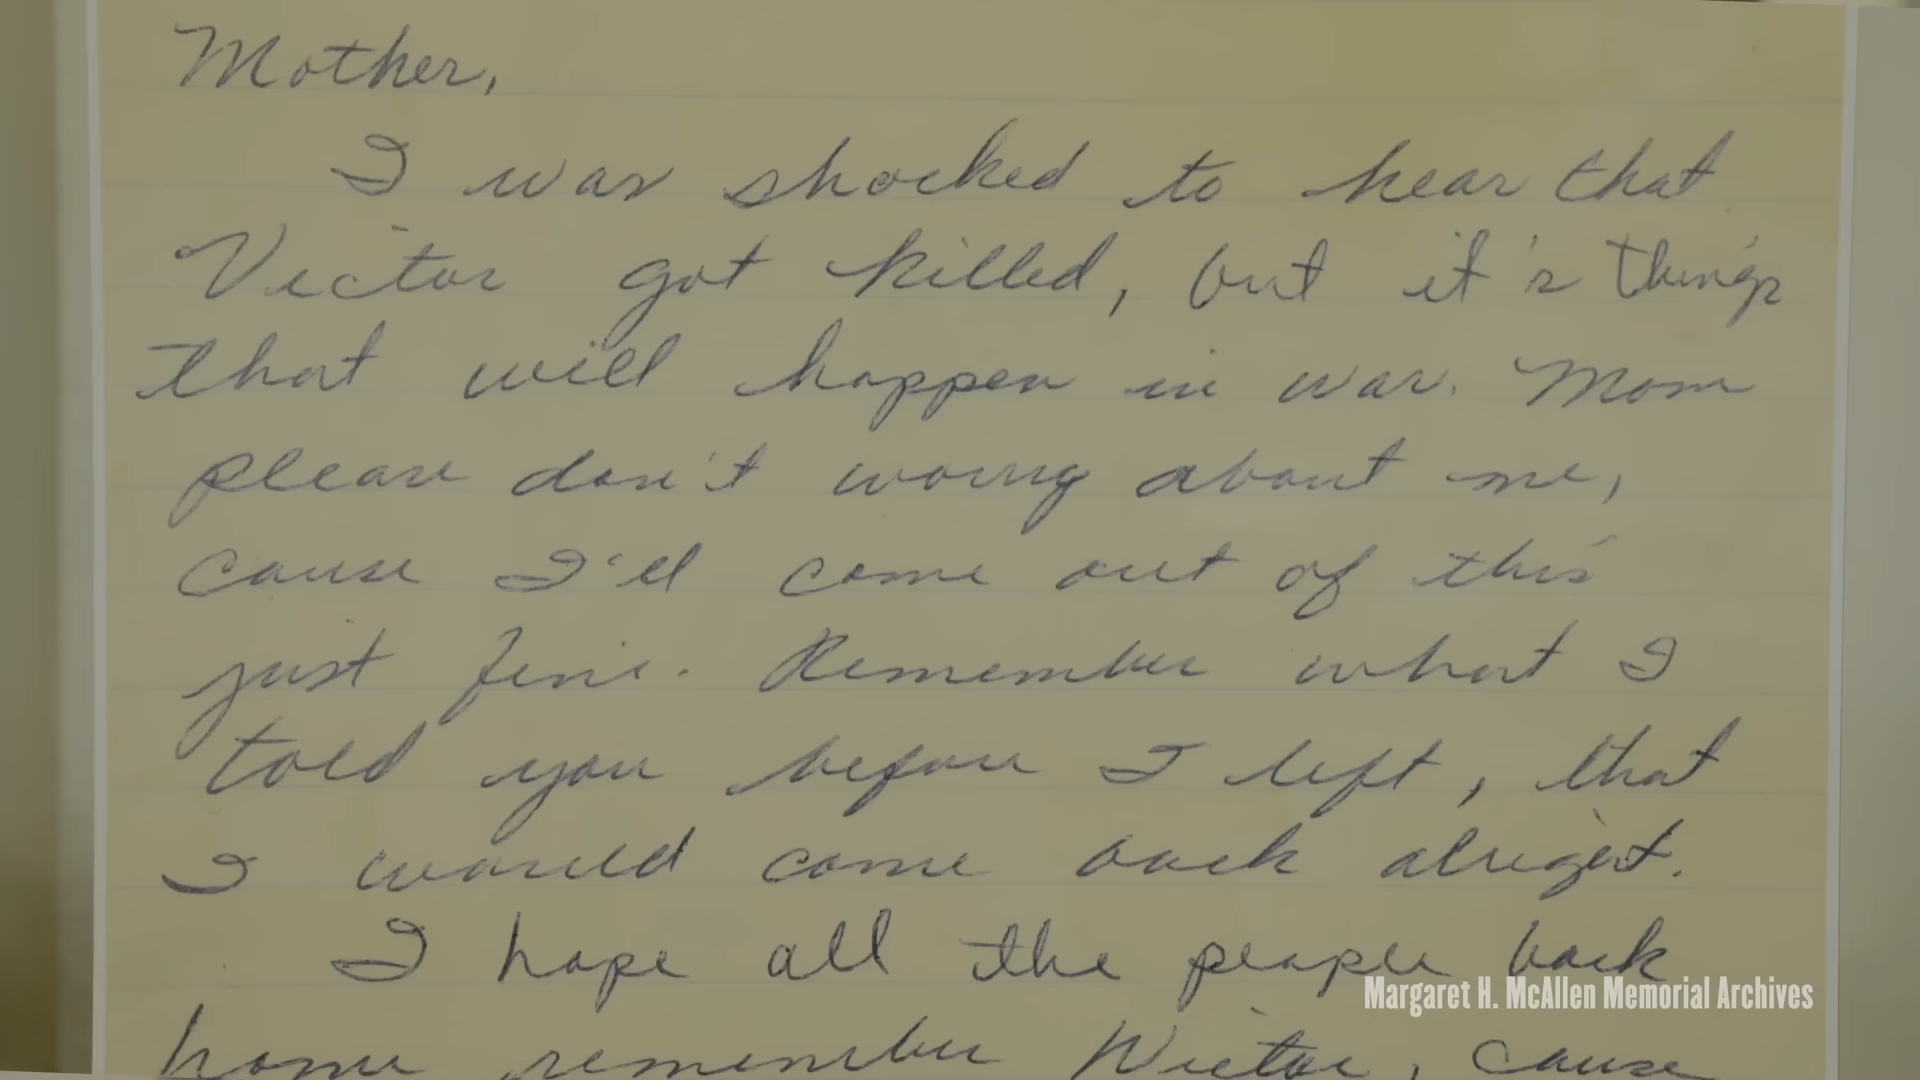 Mother,
I was shocked to hear that
Victor got killed, but it's things
that will happen in war. Mom
please don't worry about me,
cause I'll come out of this
just fine. Remember what I
told you before I left, that
I would come back alright.
I hope all the people back
Margaret H. McAllen Memorial Archives
home remember Victor, cause